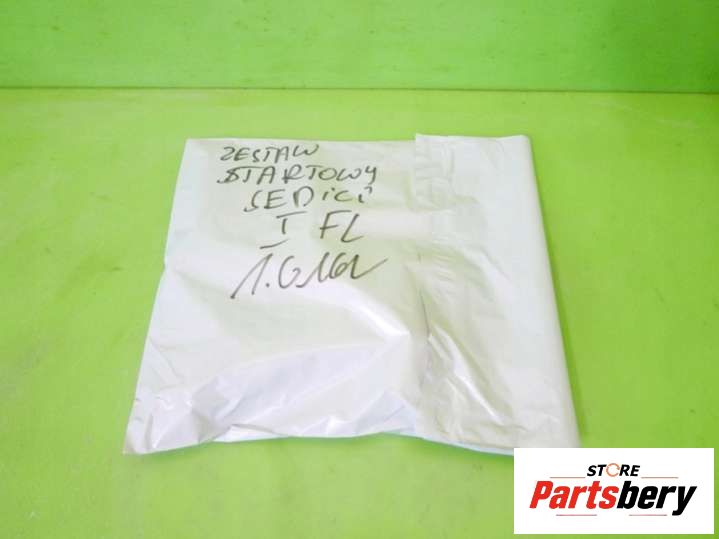 ZESTAW
STARTOWY
SEDICI
I FL
1.6 16V
STORE
Partsbery